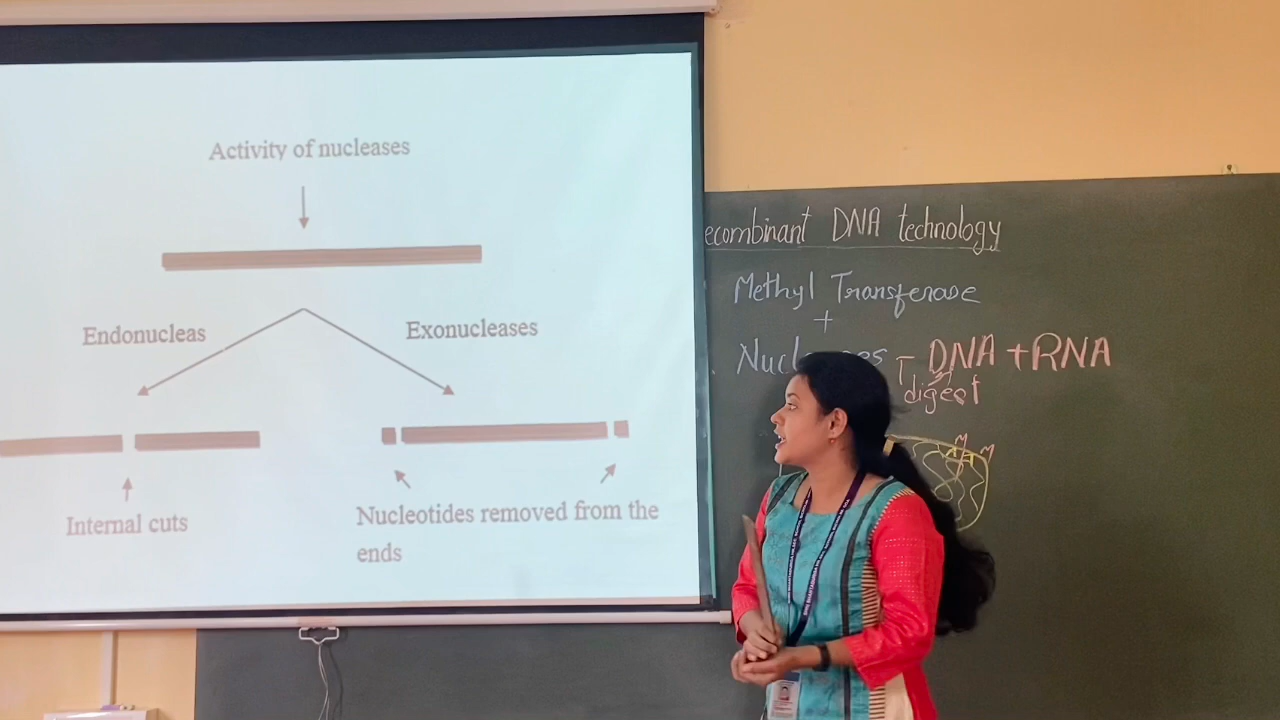 Activity of nucleases
Endonucleas
Exonucleases
Internal cuts
Nucleotides removed from the
ends
ecombinant DNA technology
Methyl Transferase
+
- DNA + RNA
digest
M M